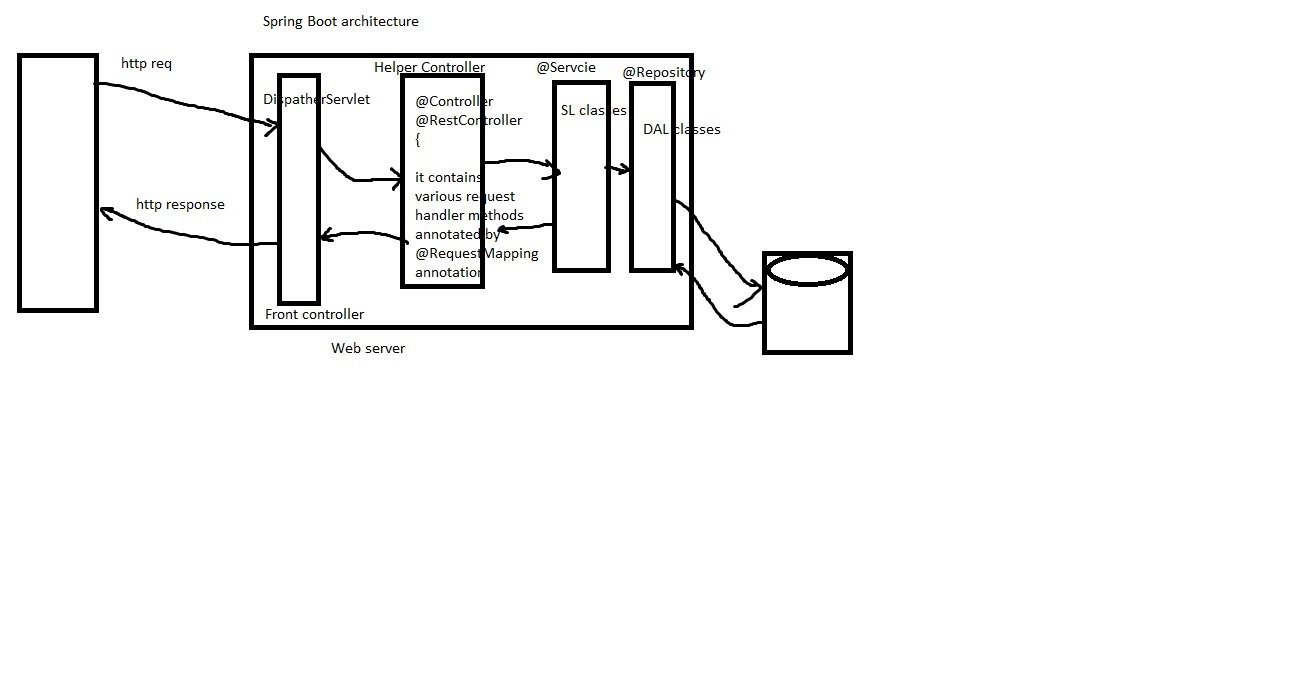 Spring Boot architecture
http req
Helper Controller
@Servcie
@Repository
DispatherServlet
@Controller
@RestController
{
it contains
various request
handler methods
annotated by
@RequestMapping
annotation
SL classes
DAL classes
http response
Front controller
Web server